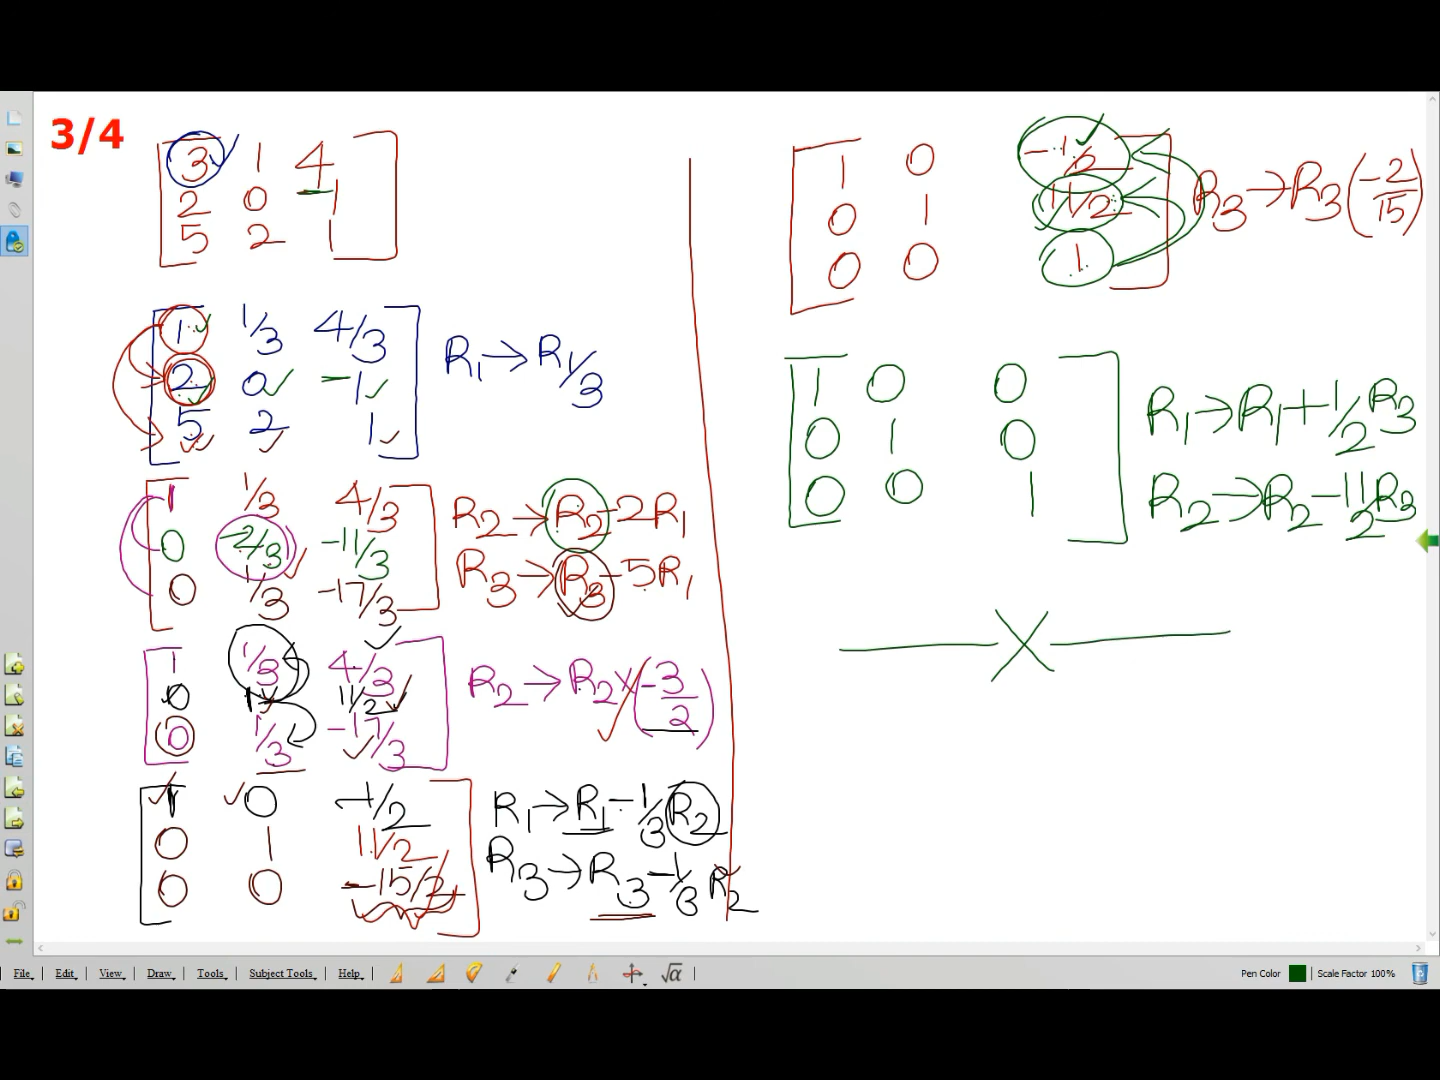 3/4
3 1 4
2 0 -1
5 2 1
1 1/3 4/3
2 0 -1
5 2 1
R1 → R1/3
1 1/3 4/3
0 -2/3 -11/3
0 1/3 -17/3
R2 → R2-2R1
R3 → R3-5R1
1 1/3 4/3
0 1 11/2
0 1/3 -17/3
R2 → R2 × (-3/2)
1 0 -1/2
0 1 11/2
0 0 -15/2
R1 → R1 - 1/3 R2
R3 → R3 - 1/3 R2
1 0 -1/2
0 1 11/2
0 0 1
R3 → R3 (-2/15)
1 0 0
0 1 0
0 0 1
R1 → R1 + 1/2 R3
R2 → R2 - 11/2 R3
File Edit View Draw Tools Subject Tools Help
√α
Pen Color Scale Factor 100%